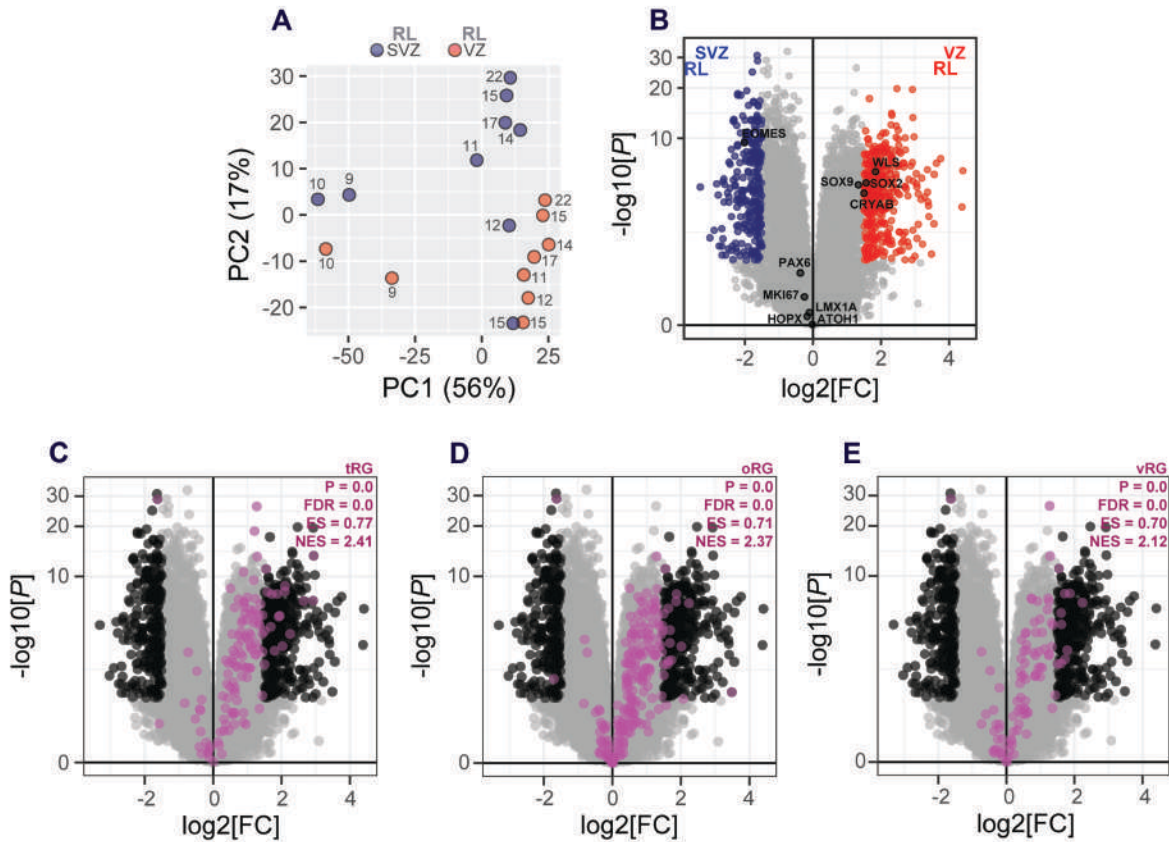 A
RL
SVZ
RL
VZ
30
20
10
0
-10
-20
PC2 (17%)
22
15
17
14
11
10
9
12
22
15
14
17
11
12
10
9
15
-50
-25
0
25
PC1 (56%)
B
SVZ
RL
VZ
RL
30
20
10
0
-log10[P]
EOMES
WLS
SOX9
SOX2
CRYAB
PAX6
MKI67
LMX1A
HOPX
ATOH1
-2
0
2
4
log2[FC]
C
tRG
P = 0.0
FDR = 0.0
ES = 0.77
NES = 2.41
30
20
10
0
-log10[P]
-2
0
2
4
log2[FC]
D
oRG
P = 0.0
FDR = 0.0
ES = 0.71
NES = 2.37
30
20
10
0
-log10[P]
-2
0
2
4
log2[FC]
E
vRG
P = 0.0
FDR = 0.0
ES = 0.70
NES = 2.12
30
20
10
0
-log10[P]
-2
0
2
4
log2[FC]